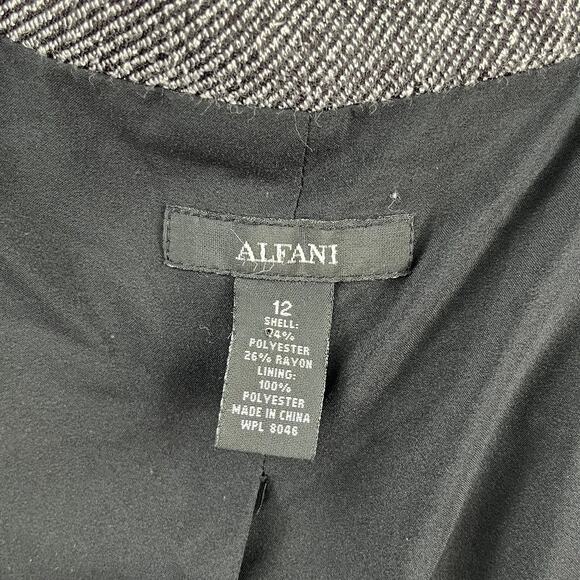 ALFANI
12
SHELL:
74%
POLYESTER
26% RAYON
LINING:
100%
POLYESTER
MADE IN CHINA
WPL 8046